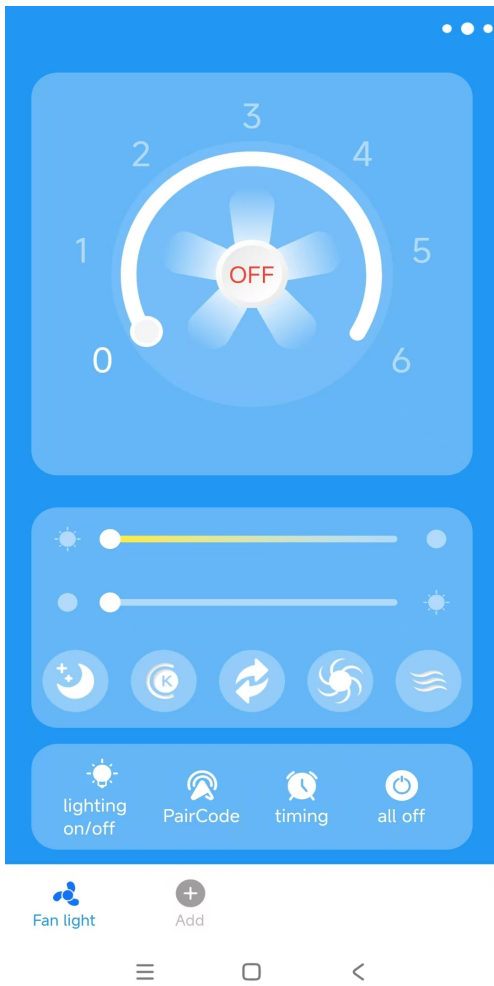 3
2
4
1
5
OFF
0
6
K
lighting
on/off
PairCode
timing
all off
Fan light
Add